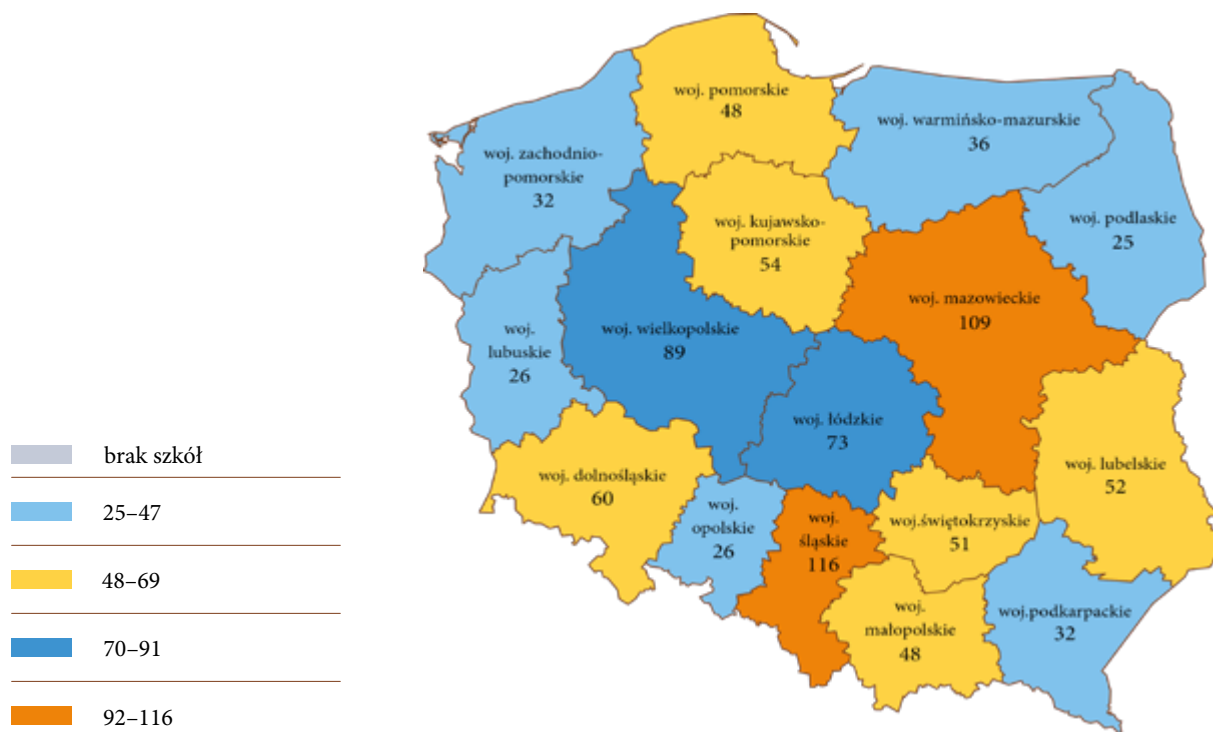 woj. pomorskie
48
woj. warmińsko-mazurskie
36
woj. zachodnio-
pomorskie
32
woj. podlaskie
25
woj. kujawsko-
pomorskie
54
woj. mazowieckie
109
woj. wielkopolskie
89
woj.
lubuskie
26
woj. łódzkie
73
woj. lubelskie
52
woj. dolnośląskie
60
woj.
opolskie
26
woj.
śląskie
116
woj.świętokrzyskie
51
woj.
małopolskie
48
woj.podkarpackie
32
brak szkół
25–47
48–69
70–91
92–116